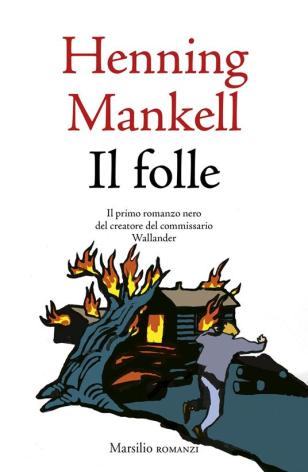 Henning
Mankell
Il folle
Il primo romanzo nero
del creatore del commissario
Wallander
Marsilio ROMANZI